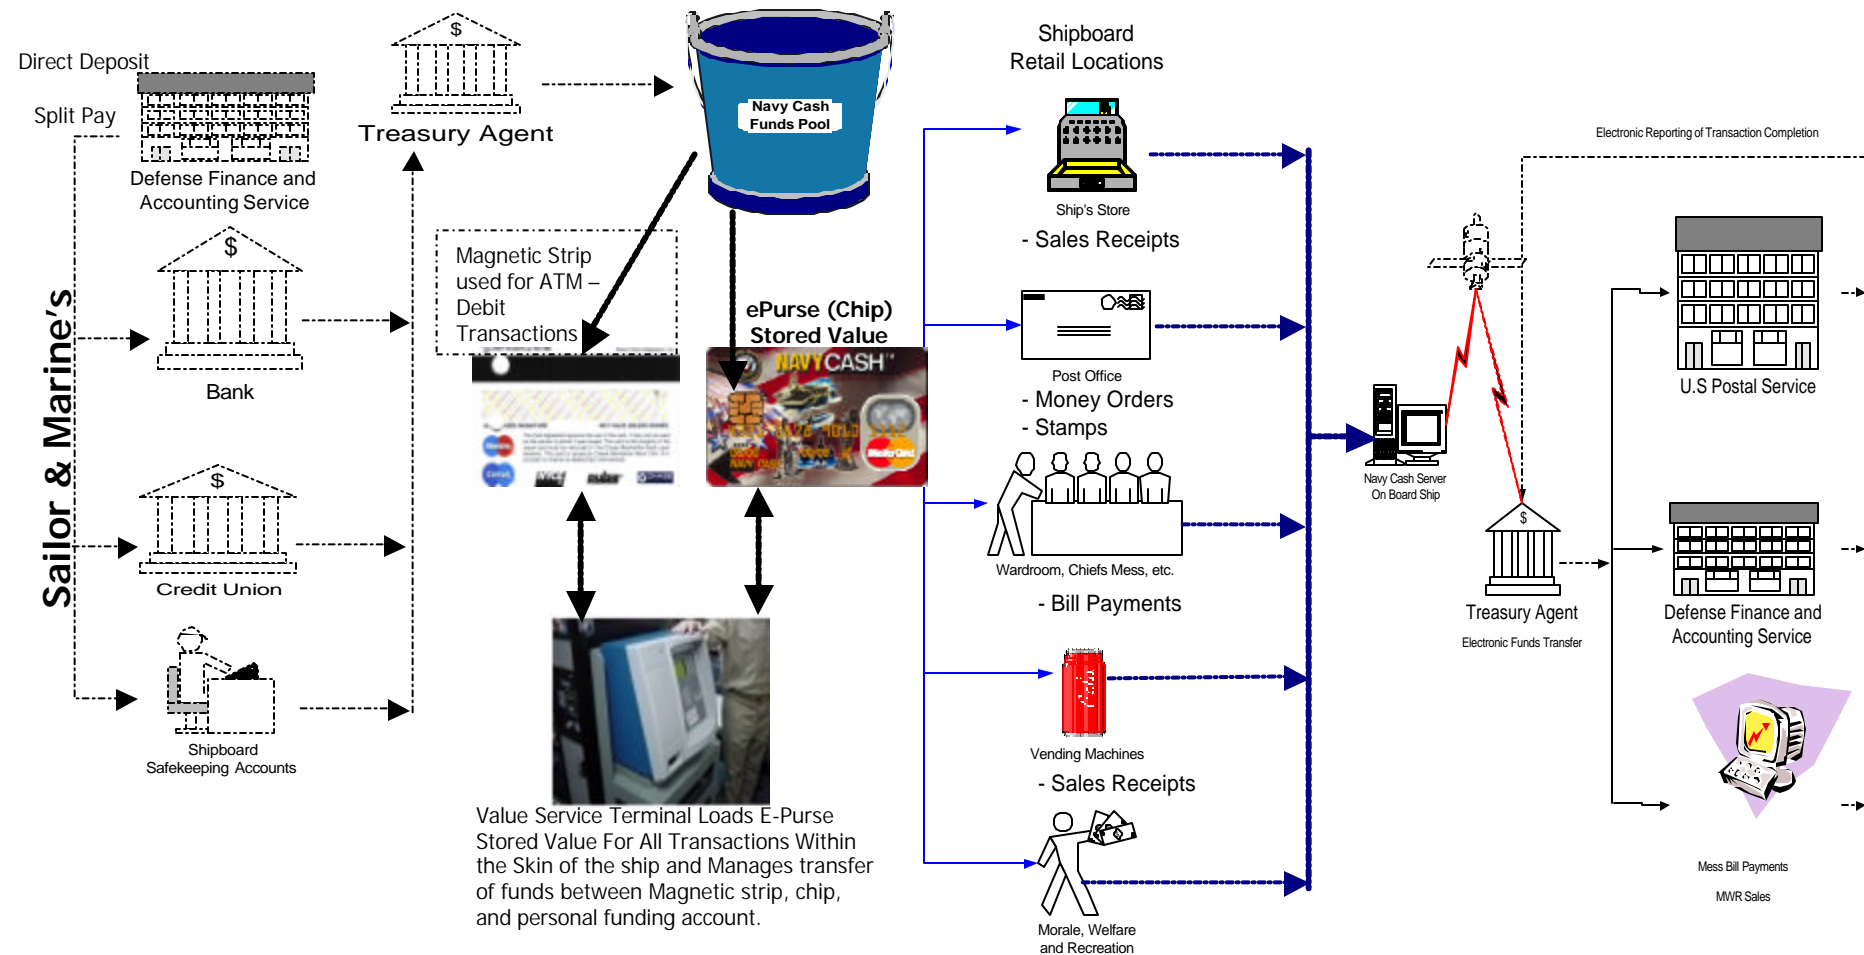 Direct Deposit
Split Pay
Defense Finance and
Accounting Service
Sailor & Marine's
$
Bank
$
Credit Union
Shipboard
Safekeeping Accounts
$
Treasury Agent
Navy Cash
Funds Pool
Magnetic Strip
used for ATM –
Debit
Transactions
ePurse (Chip)
Stored Value
NAVYCASH™
NAVY CASH
MasterCard
Value Service Terminal Loads E-Purse
Stored Value For All Transactions Within
the Skin of the ship and Manages transfer
of funds between Magnetic strip, chip,
and personal funding account.
Shipboard
Retail Locations
Ship's Store
- Sales Receipts
Post Office
- Money Orders
- Stamps
Wardroom, Chiefs Mess, etc.
- Bill Payments
Vending Machines
- Sales Receipts
Morale, Welfare
and Recreation
Navy Cash Server
On Board Ship
Electronic Reporting of Transaction Completion
$
Treasury Agent
Electronic Funds Transfer
U.S Postal Service
Defense Finance and
Accounting Service
Mess Bill Payments
MWR Sales